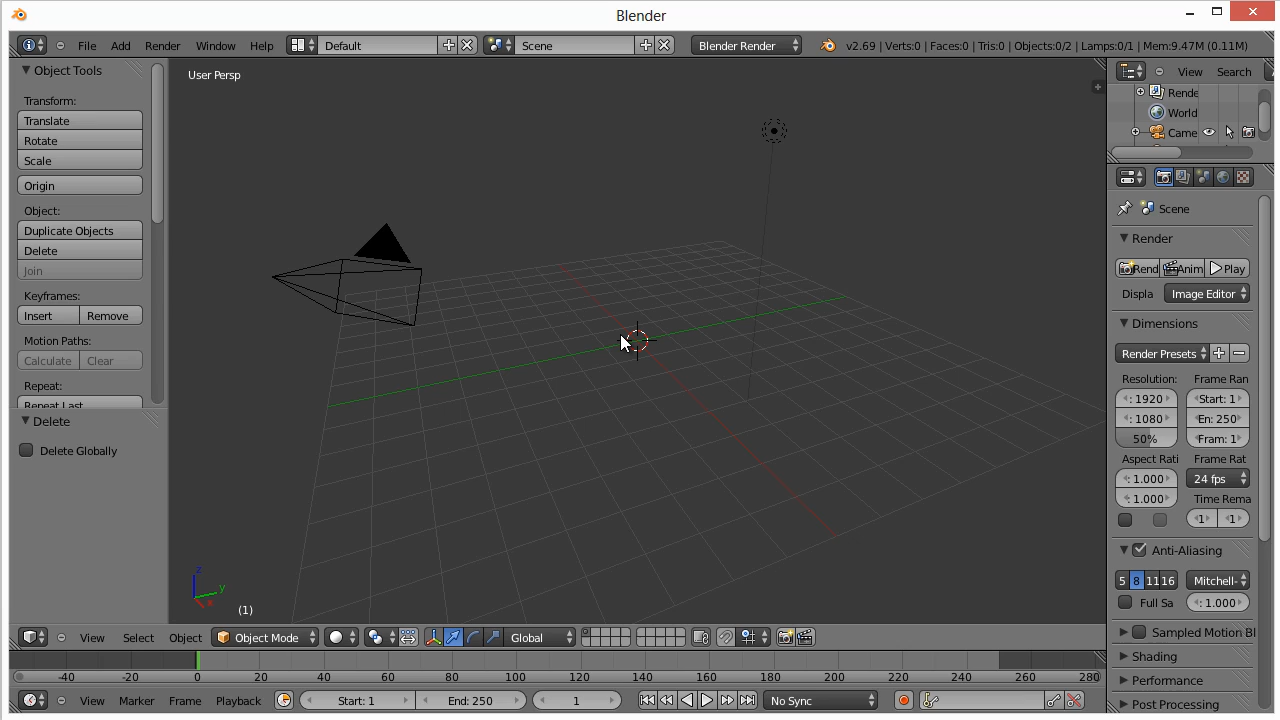 Blender
File Add Render Window Help Default Scene Blender Render v2.69 | Verts:0 | Faces:0 | Tris:0 | Objects:0/2 | Lamps:0/1 | Mem:9.47M (0.11M)
Object Tools
Transform:
Translate
Rotate
Scale
Origin
Object:
Duplicate Objects
Delete
Join
Keyframes:
Insert Remove
Motion Paths:
Calculate Clear
Repeat:
Repeat Last
Delete
Delete Globally
User Persp
z
y
x
(1)
View Search
Rende
World
Came
Scene
Render
Rend Anim Play
Displa Image Editor
Dimensions
Render Presets
Resolution: Frame Ran
: 1920 Start: 1
: 1080 En: 250
50% Fram: 1
Aspect Rati Frame Rat
: 1.000 24 fps
: 1.000 Time Rema
1 1
Anti-Aliasing
5 8 11 16 Mitchell-
Full Sa : 1.000
Sampled Motion Bl
Shading
Performance
Post Processing
View Select Object Object Mode Global
-40 -20 0 20 40 60 80 100 120 140 160 180 200 220 240 260 280
View Marker Frame Playback Start: 1 End: 250 1 No Sync